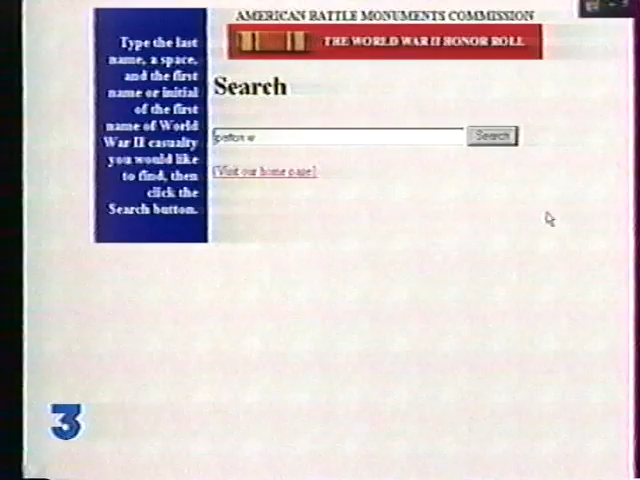 AMERICAN BATTLE MONUMENTS COMMISSION
THE WORLD WAR II HONOR ROLL
Type the last
name, a space,
and the first
name or initial
of the first
name of World
War II casualty
you would like
to find, then
click the
Search button.
Search
Search
[Visit our home page]
3